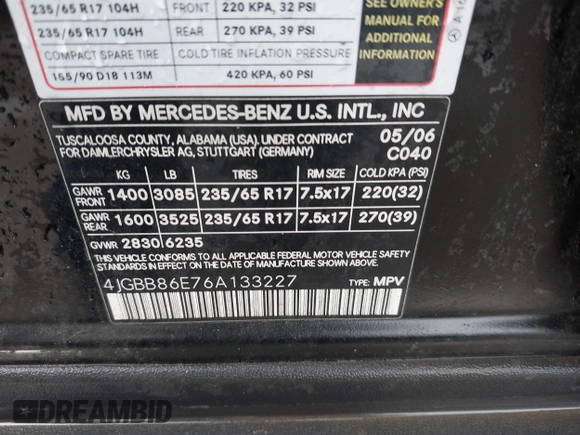 235/65 R17 104H FRONT 220 KPA, 32 PSI
235/65 R17 104H REAR 270 KPA, 39 PSI
COMPACT SPARE TIRE COLD TIRE INFLATION PRESSURE
155/90 D18 113M 420 KPA, 60 PSI
SEE OWNER'S
MANUAL FOR
ADDITIONAL
INFORMATION
MFD BY MERCEDES-BENZ U.S. INTL., INC
TUSCALOOSA COUNTY, ALABAMA (USA). UNDER CONTRACT 05/06
FOR DAIMLERCHRYSLER AG, STUTTGART (GERMANY) C040
KG LB TIRES RIM SIZE COLD KPA (PSI)
GAWR FRONT 1400 3085 235/65 R17 7.5x17 220(32)
GAWR REAR 1600 3525 235/65 R17 7.5x17 270(39)
GVWR 2830 6235
THIS VEHICLE CONFORMS TO ALL APPLICABLE FEDERAL MOTOR VEHICLE SAFETY
STANDARDS IN EFFECT ON THE DATE OF MANUFACTURE SHOWN ABOVE.
4JGBB86E76A133227 TYPE: MPV
DREAMBID